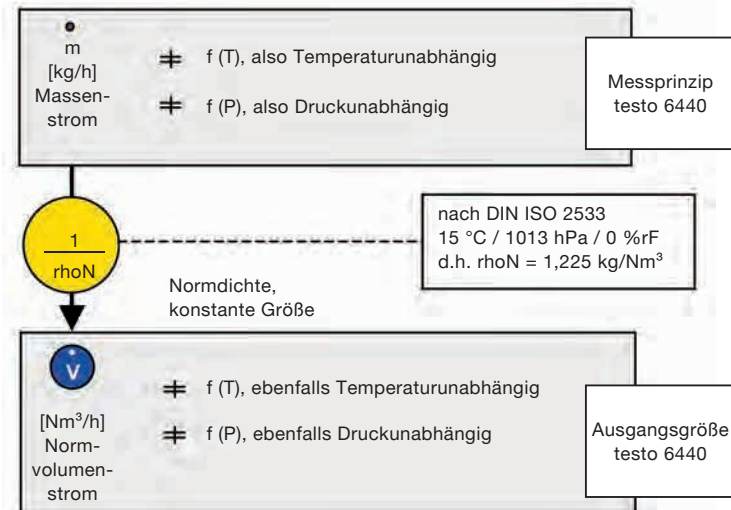 m
[kg/h]
Massen-
strom
≠ f (T), also Temperaturunabhängig
≠ f (P), also Druckunabhängig
Messprinzip
testo 6440
1
rhoN
nach DIN ISO 2533
15 °C / 1013 hPa / 0 %rF
d.h. rhoN = 1,225 kg/Nm³
Normdichte,
konstante Größe
V
[Nm³/h]
Norm-
volumen-
strom
≠ f (T), ebenfalls Temperaturunabhängig
≠ f (P), ebenfalls Druckunabhängig
Ausgangsgröße
testo 6440